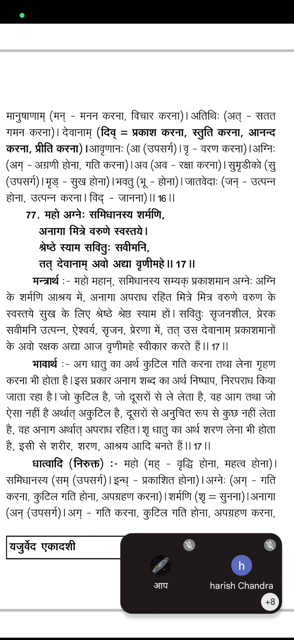 मानुषाणाम् (मन् - मनन करना, विचार करना)। अतिथिः (अत् - सतत
गमन करना)। देवानाम् (दिव् = प्रकाश करना, स्तुति करना, आनन्द
करना, प्रीति करना)।आवृणानः (आ (उपसर्ग)। वृ - वरण करना)। अग्निः
(अग् - अग्रणी होना, गति करना)। अव (अव - रक्षा करना)। सुमृडीको (सु
(उपसर्ग)। मृड् - सुख होना)।भवतु (भू - होना)। जातवेदाः (जन् - उत्पन्न
होना, उत्पन्न करना। विद् - जानना)।।16।।
77. महो अग्नेः समिधानस्य शर्मणि,
अनागा मित्रे वरुणे स्वस्तये।
श्रेष्ठे स्याम सवितुः सवीमनि,
तत् देवानाम् अवो अद्या वृणीमहे।।17।।
मन्त्रार्थ :- महो महान्, समिधानस्य सम्यक् प्रकाशमान अग्नेः अग्नि
के शर्मणि आश्रय में, अनागा अपराध रहित मित्रे मित्र वरुणे वरुण के
स्वस्तये सुख के लिए श्रेष्ठे श्रेष्ठ स्याम हों। सवितुः सृजनशील, प्रेरक
सवीमनि उत्पन्न, ऐश्वर्य, सृजन, प्रेरणा में, तत् उस देवानाम् प्रकाशमानों
के अवो रक्षक अद्या आज वृणीमहे स्वीकार करते हैं।।17।।
भावार्थ :- अग धातु का अर्थ कुटिल गति करना तथा लेना गृहण
करना भी होता है। इस प्रकार अनाग शब्द का अर्थ निष्पाप, निरपराध किया
जाता रहा है। जो कुटिल है, जो दूसरों से ले लेता है, वह आग तथा जो
ऐसा नहीं है अर्थात् अकुटिल है, दूसरों से अनुचित रूप से कुछ नहीं लेता
है, वह अनाग अर्थात् अपराध रहित। शृ धातु का अर्थ शरण लेना भी होता
है, इसी से शरीर, शरण, आश्रय आदि बनते हैं।।17।।
धात्वादि (निरुक्त) :- महो (मह् - वृद्धि होना, महत्व होना)।
समिधानस्य (सम् (उपसर्ग)। इन्ध् - प्रकाशित होना)। अग्नेः (अग् - गति
करना, कुटिल गति होना, अपग्रहण करना)। शर्मणि (शृ = सुनना)। अनागा
(अन् (उपसर्ग)। अग् - गति करना, कुटिल गति होना, अपग्रहण करना,
यजुर्वेद एकादशी
आप
h
harish Chandra
+8